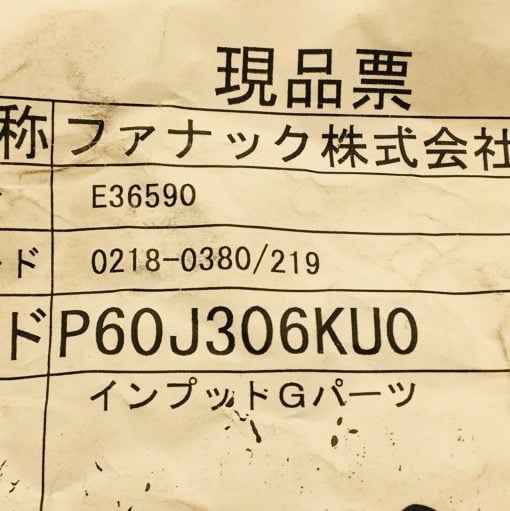 現品票
称 ファナック株式会社
E36590
ード 0218-0380/219
ド P60J306KU0
インプットGパーツ